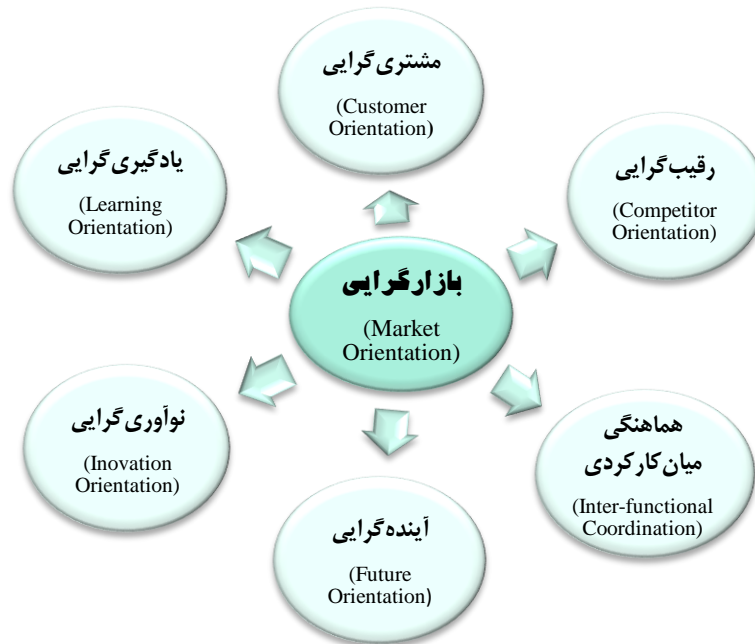 مشتری‌گرایی
(Customer
Orientation)
رقیب‌گرایی
(Competitor
Orientation)
هماهنگی
میان‌کارکردی
(Inter-functional
Coordination)
آینده‌گرایی
(Future
Orientation)
نوآوری‌گرایی
(Inovation
Orientation)
یادگیری‌گرایی
(Learning
Orientation)
بازارگرایی
(Market
Orientation)